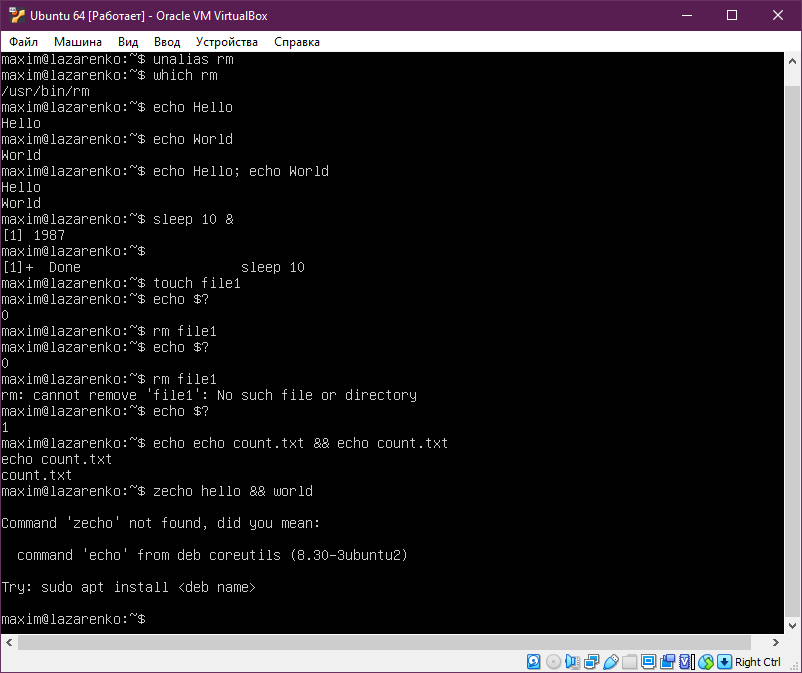 Ubuntu 64 [Работает] - Oracle VM VirtualBox
Файл Машина Вид Ввод Устройства Справка
maxim@lazarenko:~$ unalias rm
maxim@lazarenko:~$ which rm
/usr/bin/rm
maxim@lazarenko:~$ echo Hello
Hello
maxim@lazarenko:~$ echo World
World
maxim@lazarenko:~$ echo Hello; echo World
Hello
World
maxim@lazarenko:~$ sleep 10 &
[1] 1987
maxim@lazarenko:~$
[1]+  Done                    sleep 10
maxim@lazarenko:~$ touch file1
maxim@lazarenko:~$ echo $?
0
maxim@lazarenko:~$ rm file1
maxim@lazarenko:~$ echo $?
0
maxim@lazarenko:~$ rm file1
rm: cannot remove 'file1': No such file or directory
maxim@lazarenko:~$ echo $?
1
maxim@lazarenko:~$ echo echo count.txt && echo count.txt
echo count.txt
count.txt
maxim@lazarenko:~$ zecho hello && world
Command 'zecho' not found, did you mean:
command 'echo' from deb coreutils (8.30-3ubuntu2)
Try: sudo apt install <deb name>
maxim@lazarenko:~$
Right Ctrl